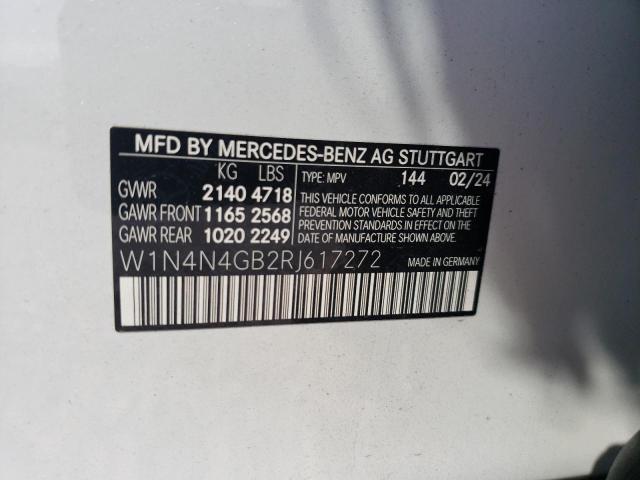 MFD BY MERCEDES-BENZ AG STUTTGART
KG LBS TYPE: MPV 144 02/24
GVWR 2140 4718 THIS VEHICLE CONFORMS TO ALL APPLICABLE
GAWR FRONT 1165 2568 FEDERAL MOTOR VEHICLE SAFETY AND THEFT
PREVENTION STANDARDS IN EFFECT ON THE
GAWR REAR 1020 2249 DATE OF MANUFACTURE SHOWN ABOVE.
W1N4N4GB2RJ617272 MADE IN GERMANY